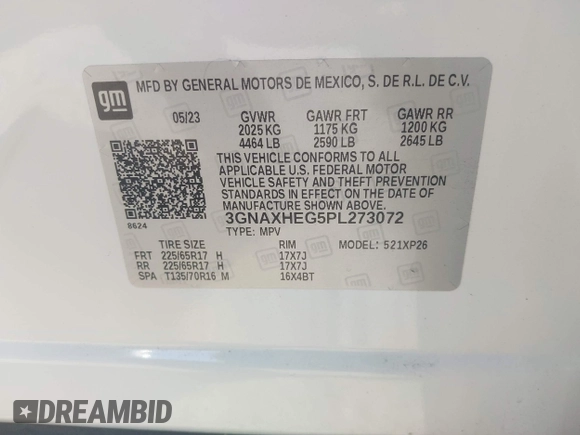 gm
MFD BY GENERAL MOTORS DE MEXICO, S. DE R.L. DE C.V.
05/23 GVWR GAWR FRT GAWR RR
2025 KG 1175 KG 1200 KG
4464 LB 2590 LB 2645 LB
THIS VEHICLE CONFORMS TO ALL
APPLICABLE U.S. FEDERAL MOTOR
VEHICLE SAFETY AND THEFT PREVENTION
STANDARDS IN EFFECT ON THE DATE OF
MANUFACTURE SHOWN ABOVE.
3GNAXHEG5PL273072
8624
TYPE: MPV MODEL: 521XP26
TIRE SIZE RIM
FRT 225/65R17 H 17X7J
RR 225/65R17 H 17X7J
SPA T135/70R16 M 16X4BT
DREAMBID